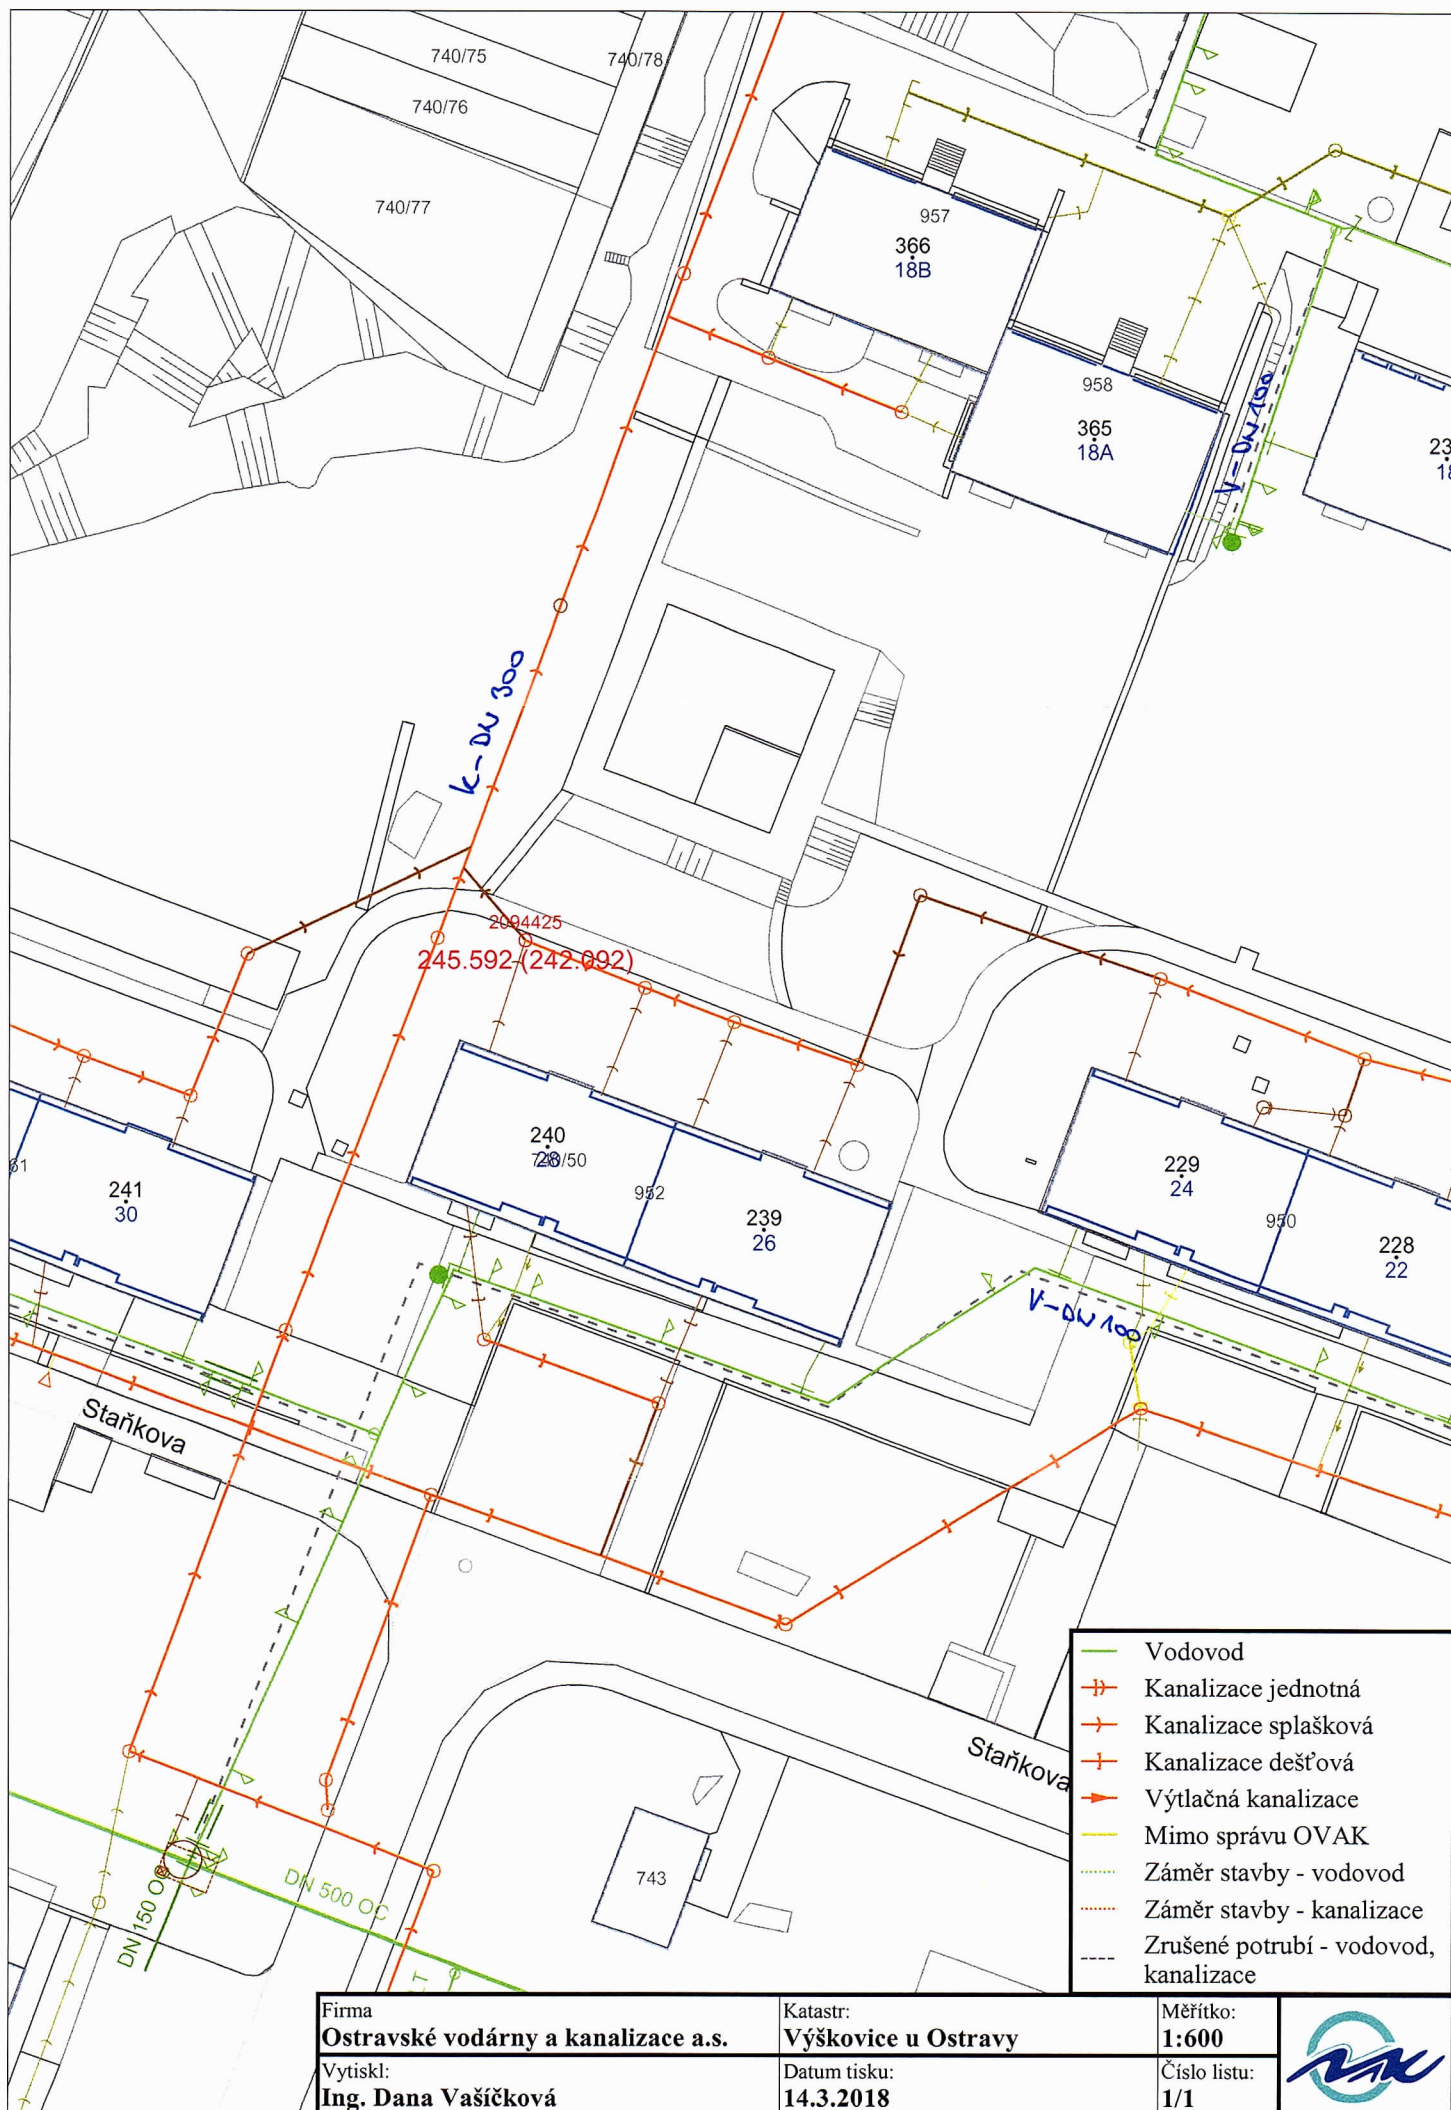 740/75
740/78
740/76
740/77
957
366
18B
958
365
18A
V-DN 100
K-DN 300
2094425
245.592-(242.092)
240
28
952
239
26
241
30
229
24
950
228
22
V-DN 100
Staňkova
Staňkova
743
DN 500 OC
DN 150 OC
Vodovod
Kanalizace jednotná
Kanalizace splašková
Kanalizace dešťová
Výtlačná kanalizace
Mimo správu OVAK
Záměr stavby - vodovod
Záměr stavby - kanalizace
Zrušené potrubí - vodovod,
kanalizace
Firma
Ostravské vodárny a kanalizace a.s.
Katastr:
Výškovice u Ostravy
Měřítko:
1:600
Vytiskl:
Ing. Dana Vašíčková
Datum tisku:
14.3.2018
Číslo listu:
1/1